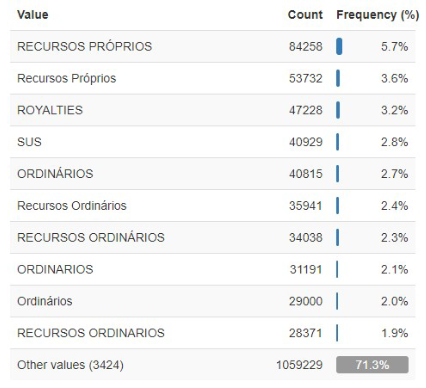 Value Count Frequency (%)
RECURSOS PRÓPRIOS 84258 5.7%
Recursos Próprios 53732 3.6%
ROYALTIES 47228 3.2%
SUS 40929 2.8%
ORDINÁRIOS 40815 2.7%
Recursos Ordinários 35941 2.4%
RECURSOS ORDINÁRIOS 34038 2.3%
ORDINARIOS 31191 2.1%
Ordinários 29000 2.0%
RECURSOS ORDINARIOS 28371 1.9%
Other values (3424) 1059229 71.3%